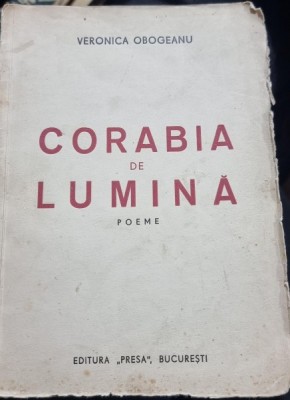 VERONICA OBOGEANU
CORABIA
DE
LUMINĂ
POEME
EDITURA „PRESA“, BUCUREȘTI